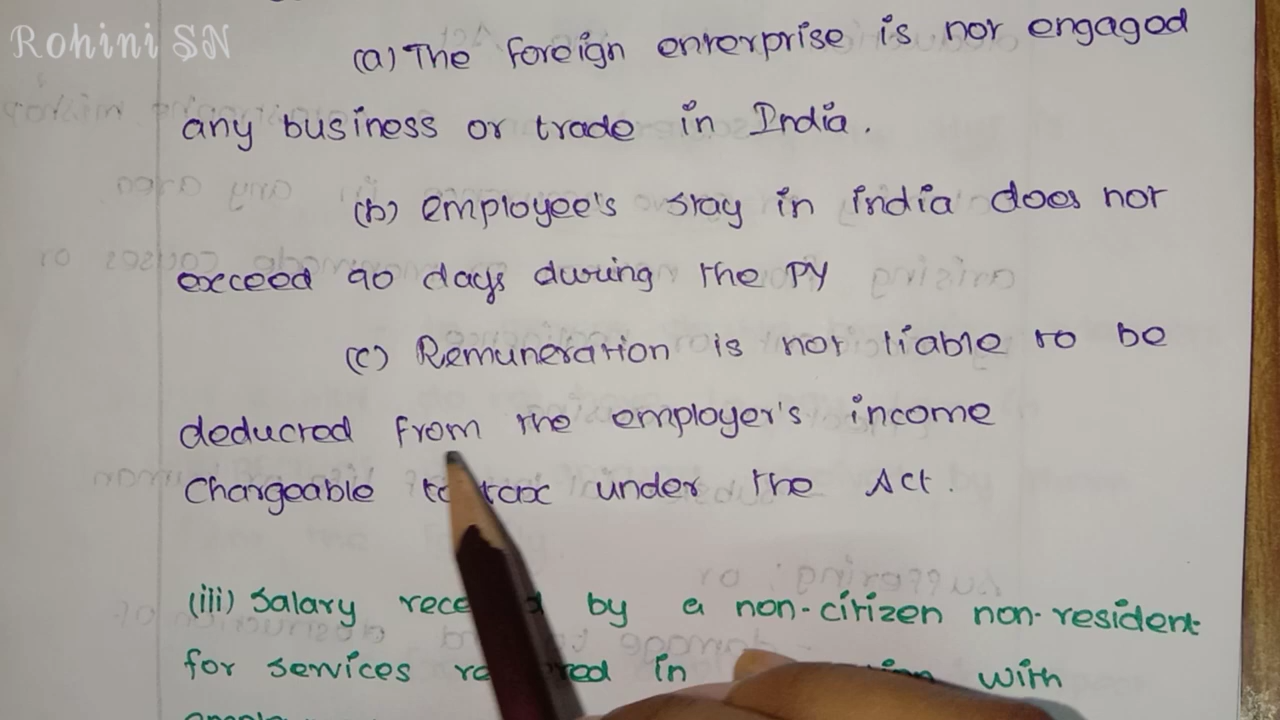 Rohini SN
(a) The foreign enterprise is not engaged
any business or trade in India.
(b) employee's stay in india does not
exceed 90 days during the PY
(c) Remuneration is not liable to be
deducted from the employer's income
Chargeable to tax under the Act.
(iii) Salary by a non-citizen non-resident
for services in with